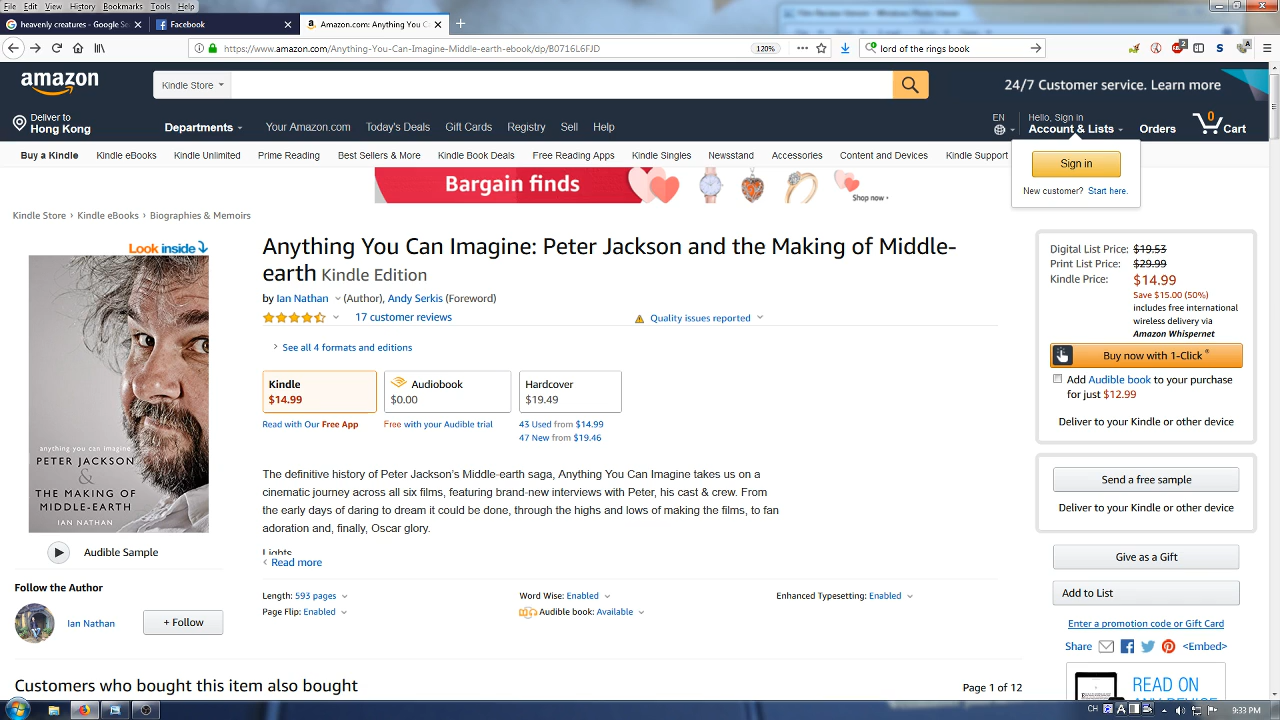 File Edit View History Bookmarks Tools Help
heavenly creatures - Google Se
Facebook
Amazon.com: Anything You C
https://www.amazon.com/Anything-You-Can-Imagine-Middle-earth-ebook/dp/B0716L6FJD
120%
lord of the rings book
2
amazon
Kindle Store
24/7 Customer service. Learn more
Deliver to
Hong Kong
Departments
Your Amazon.com
Today's Deals
Gift Cards
Registry
Sell
Help
EN
Hello, Sign in
Account & Lists
Orders
0
Cart
Buy a Kindle
Kindle eBooks
Kindle Unlimited
Prime Reading
Best Sellers & More
Kindle Book Deals
Free Reading Apps
Kindle Singles
Newsstand
Accessories
Content and Devices
Kindle Support
Sign in
New customer? Start here.
Bargain finds
Shop now
Kindle Store › Kindle eBooks › Biographies & Memoirs
Look inside
anything you can imagine
PETER JACKSON
&
THE MAKING OF
MIDDLE-EARTH
IAN NATHAN
Audible Sample
Follow the Author
Ian Nathan
+ Follow
Anything You Can Imagine: Peter Jackson and the Making of Middle-
earth Kindle Edition
by Ian Nathan (Author), Andy Serkis (Foreword)
17 customer reviews
Quality issues reported
See all 4 formats and editions
Kindle
$14.99
Audiobook
$0.00
Hardcover
$19.49
Read with Our Free App
Free with your Audible trial
43 Used from $14.99
47 New from $19.46
The definitive history of Peter Jackson's Middle-earth saga, Anything You Can Imagine takes us on a
cinematic journey across all six films, featuring brand-new interviews with Peter, his cast & crew. From
the early days of daring to dream it could be done, through the highs and lows of making the films, to fan
adoration and, finally, Oscar glory.
Lights
Read more
Length: 593 pages
Word Wise: Enabled
Enhanced Typesetting: Enabled
Page Flip: Enabled
Audible book: Available
Customers who bought this item also bought
Page 1 of 12
Digital List Price: $19.53
Print List Price: $29.99
Kindle Price: $14.99
Save $15.00 (50%)
includes free international
wireless delivery via
Amazon Whispernet
Buy now with 1-Click ®
Add Audible book to your purchase
for just $12.99
Deliver to your Kindle or other device
Send a free sample
Deliver to your Kindle or other device
Give as a Gift
Add to List
Enter a promotion code or Gift Card
Share
<Embed>
READ ON
CH
9:33 PM